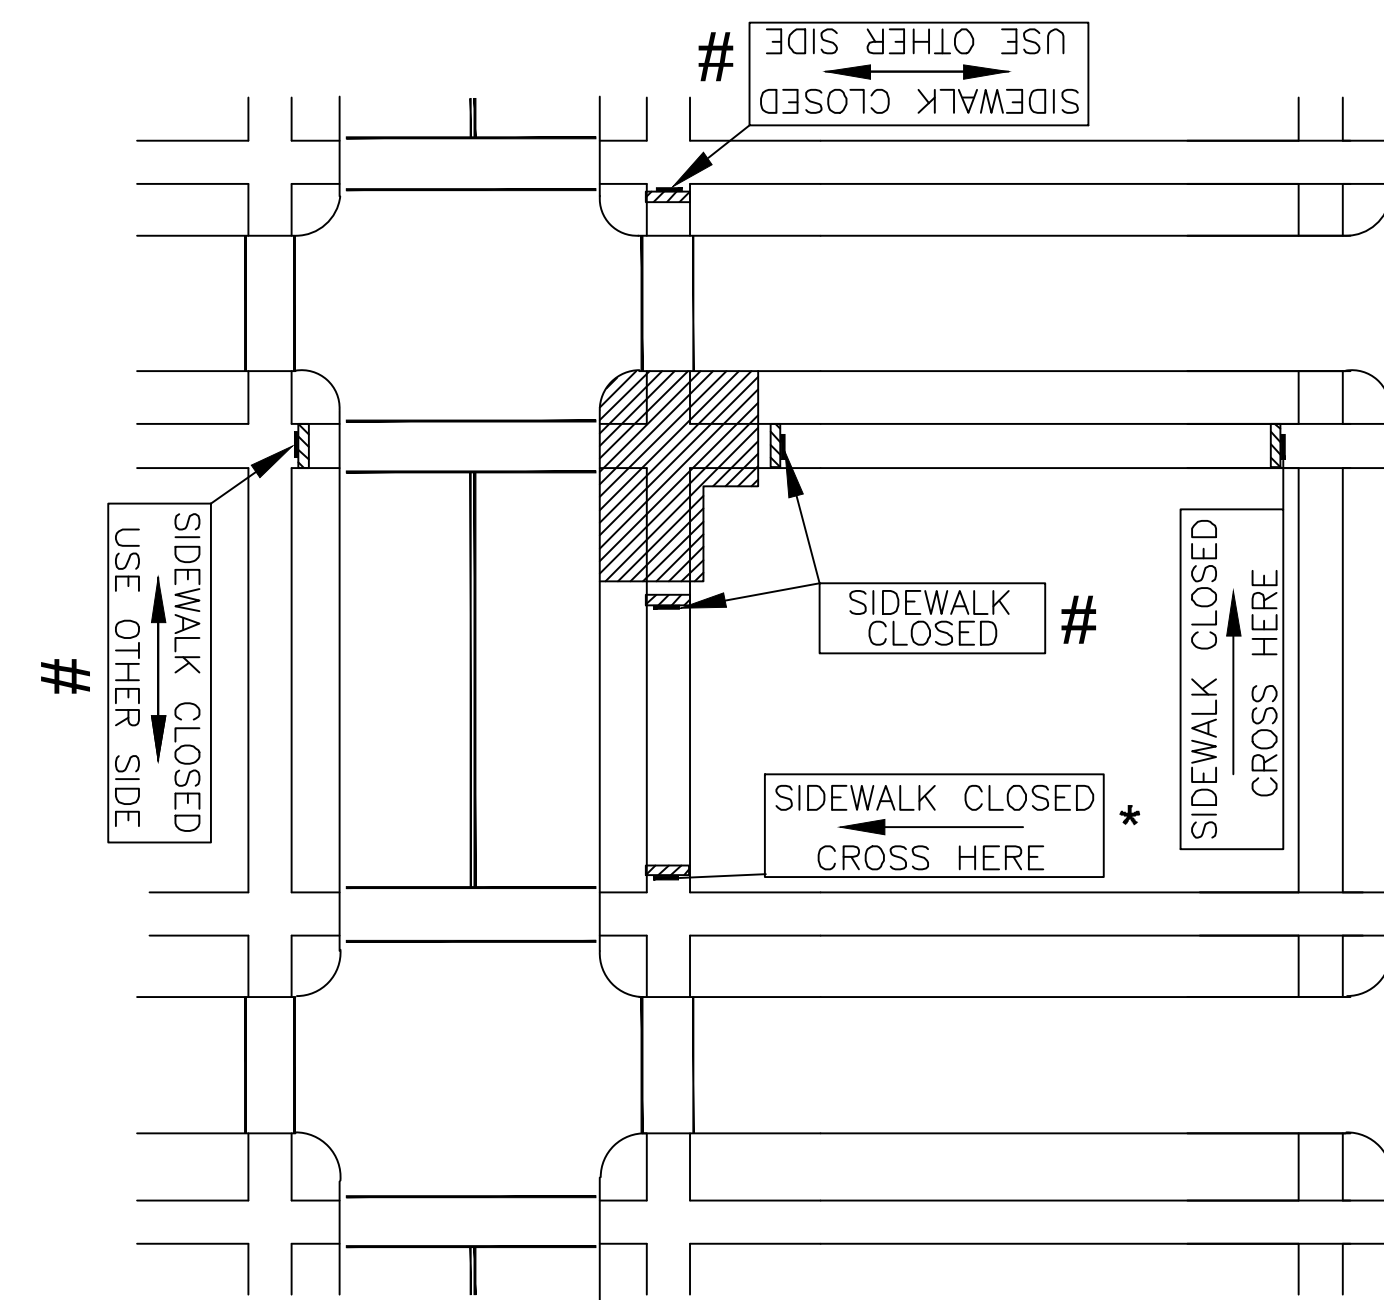 #
SIDEWALK CLOSED
USE OTHER SIDE
SIDEWALK CLOSED
USE OTHER SIDE
#
SIDEWALK
CLOSED
#
SIDEWALK CLOSED
CROSS HERE
SIDEWALK CLOSED
CROSS HERE
*